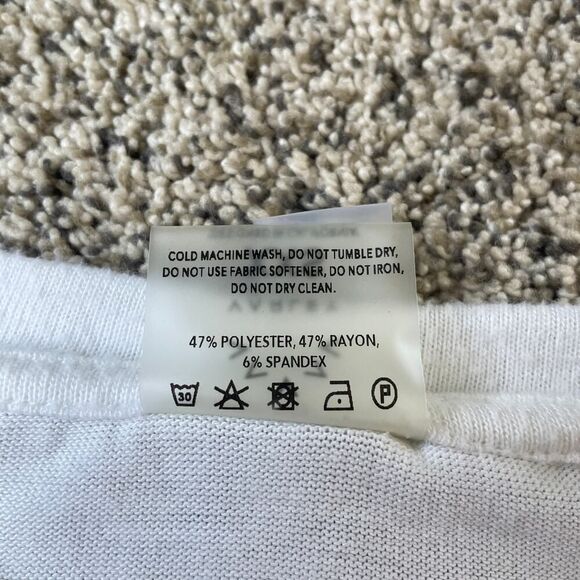 COLD MACHINE WASH, DO NOT TUMBLE DRY,
DO NOT USE FABRIC SOFTENER, DO NOT IRON,
DO NOT DRY CLEAN.
47% POLYESTER, 47% RAYON,
6% SPANDEX
30 P